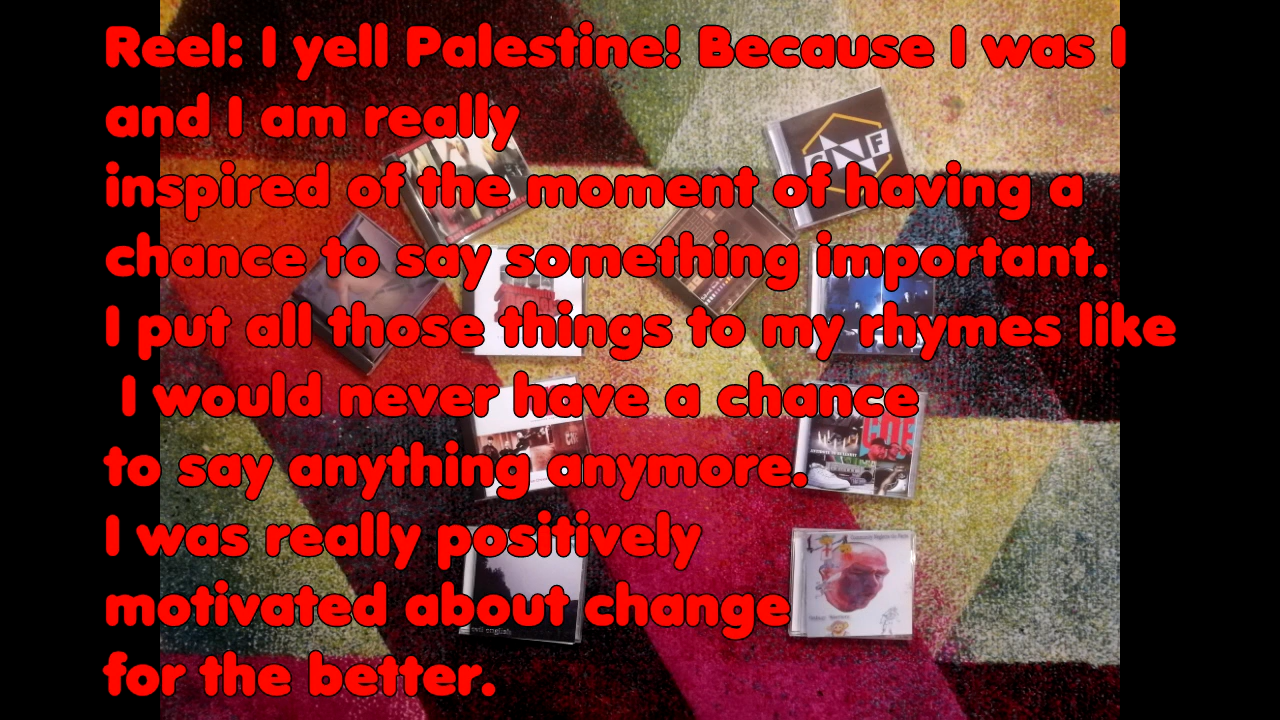 Reel: I yell Palestine! Because I was I
and I am really
inspired of the moment of having a
chance to say something important.
I put all those things to my rhymes like
I would never have a chance
to say anything anymore.
I was really positively
motivated about change
for the better.